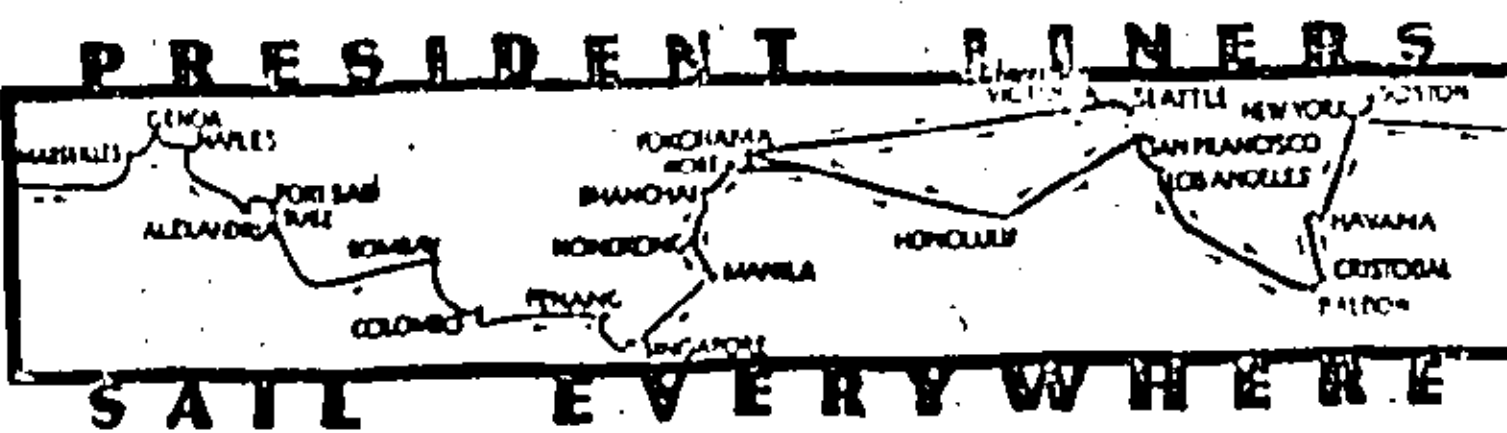 PRESIDENT LINERS
VICTORIA SEATTLE NEW YORK BOSTON
GENOA
MARSEILLES NAPLES
YOKOHAMA
KOBE
SAN FRANCISCO
LOS ANGELES
SHANGHAI
PORT SAID
SUEZ
ALEXANDRIA
HAVANA
BOMBAY
HONGKONG
HONOLULU
MANILA
CRISTOBAL
PENANG
BALBOA
COLOMBO
SINGAPORE
SAIL EVERYWHERE